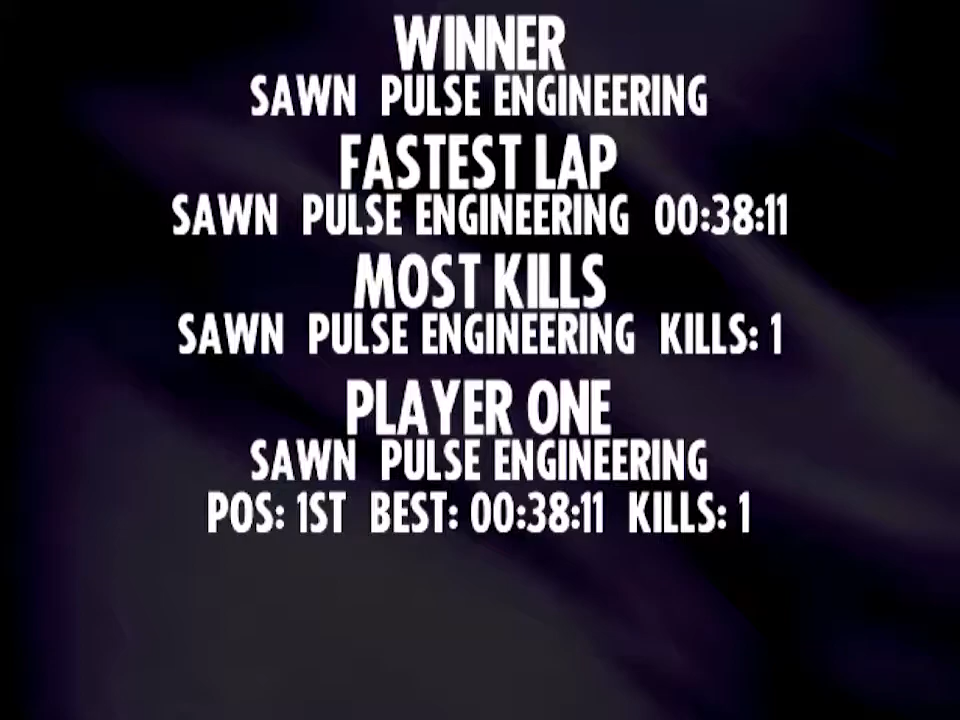 WINNER
SAWN PULSE ENGINEERING
FASTEST LAP
SAWN PULSE ENGINEERING 00:38:11
MOST KILLS
SAWN PULSE ENGINEERING KILLS: 1
PLAYER ONE
SAWN PULSE ENGINEERING
POS: 1ST BEST: 00:38:11 KILLS: 1